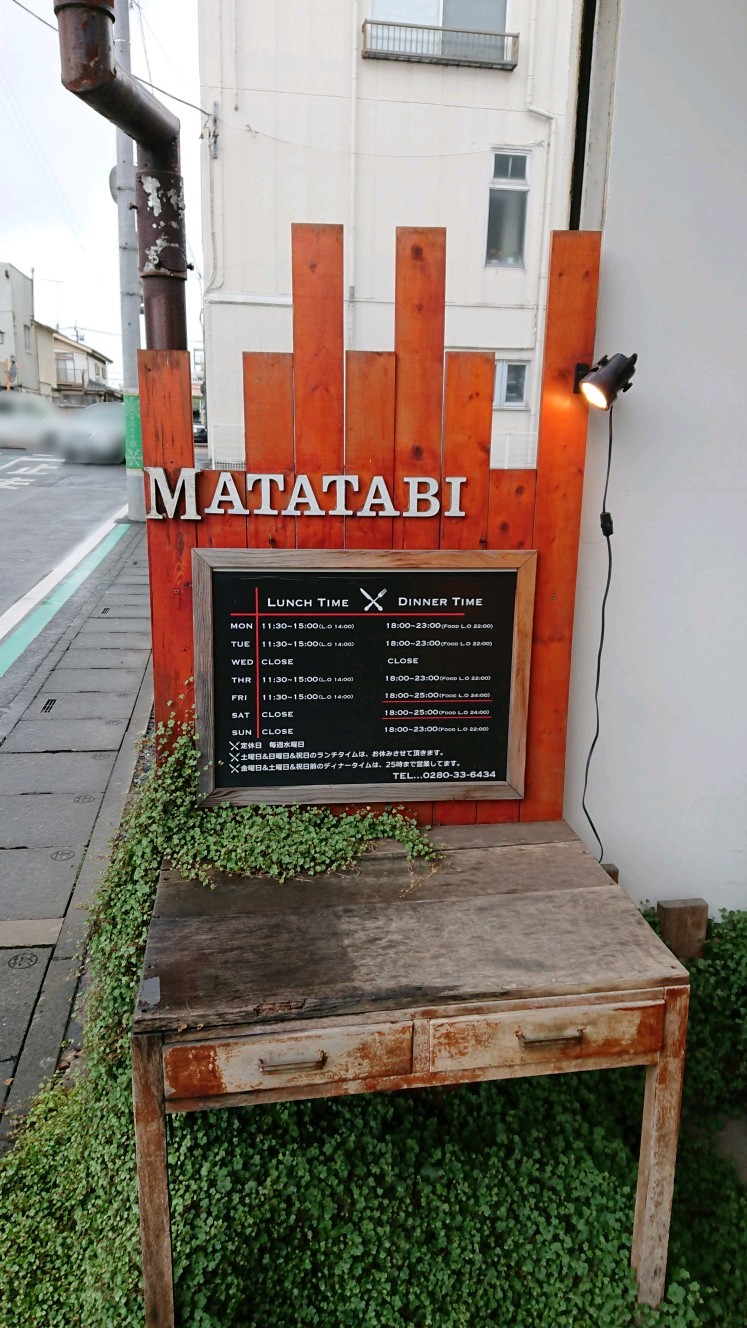 MATATABI
LUNCH TIME DINNER TIME
MON 11:30~15:00(L.O 14:00) 18:00~23:00(FOOD L.O 22:00)
TUE 11:30~15:00(L.O 14:00) 18:00~23:00(FOOD L.O 22:00)
WED CLOSE CLOSE
THR 11:30~15:00(L.O 14:00) 18:00~23:00(FOOD L.O 22:00)
FRI 11:30~15:00(L.O 14:00) 18:00~25:00(FOOD L.O 24:00)
SAT CLOSE 18:00~25:00(FOOD L.O 24:00)
SUN CLOSE 18:00~23:00(FOOD L.O 22:00)
定休日 毎週水曜日
土曜日&日曜日&祝日のランチタイムは、お休みさせて頂きます。
金曜日&土曜日&祝日前のディナータイムは、25時まで営業してます。
TEL...0280-33-6434